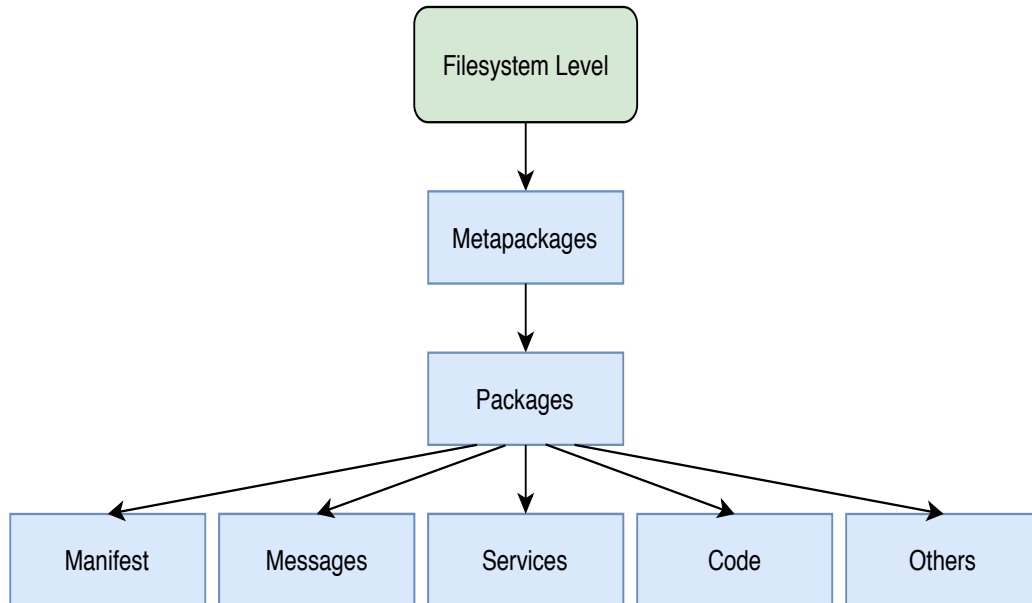 Filesystem Level
Metapackages
Packages
Manifest
Messages
Services
Code
Others